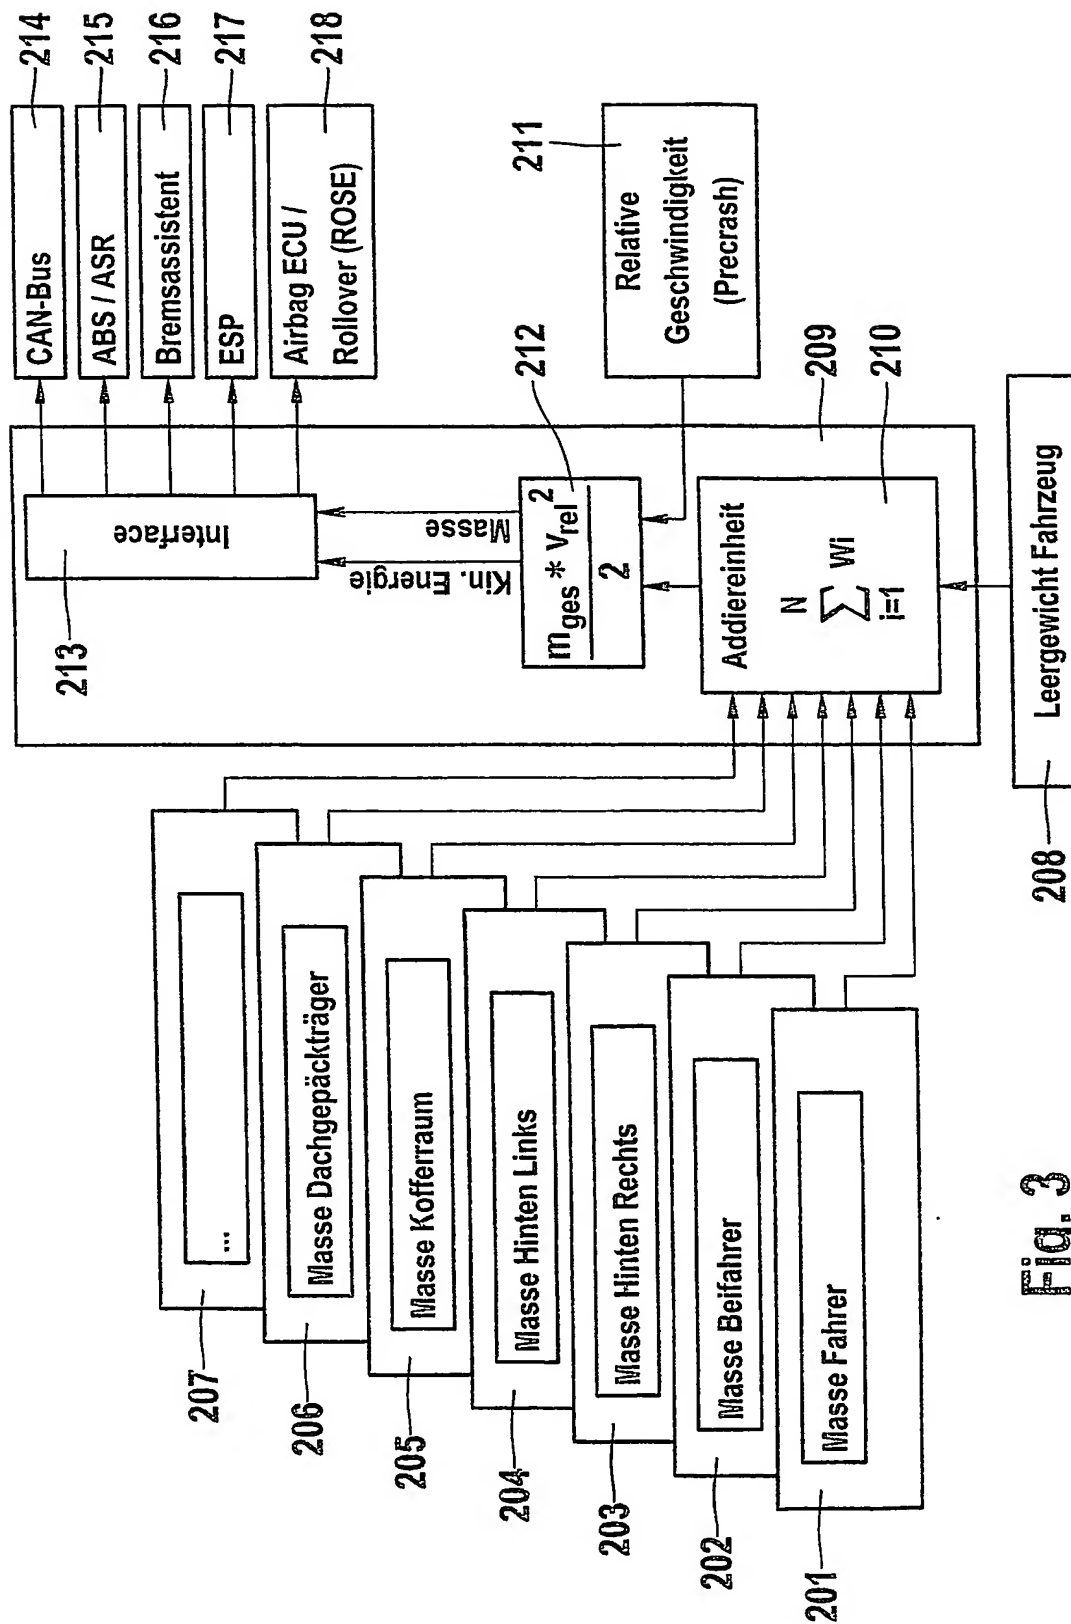 207
...
206
Masse Dachgepäckträger
205
Masse Kofferraum
204
Masse Hinten Links
203
Masse Hinten Rechts
202
Masse Beifahrer
201
Masse Fahrer
213
Interface
Kin. Energie
Masse
212
m_ges * v_rel^2
2
Addiereinheit
N
∑ Wi
i=1
209
210
208
Leergewicht Fahrzeug
211
Relative
Geschwindigkeit
(Precrash)
CAN-Bus
214
ABS / ASR
215
Bremsassistent
216
ESP
217
Airbag ECU /
Rollover (ROSE)
218
Fig. 3